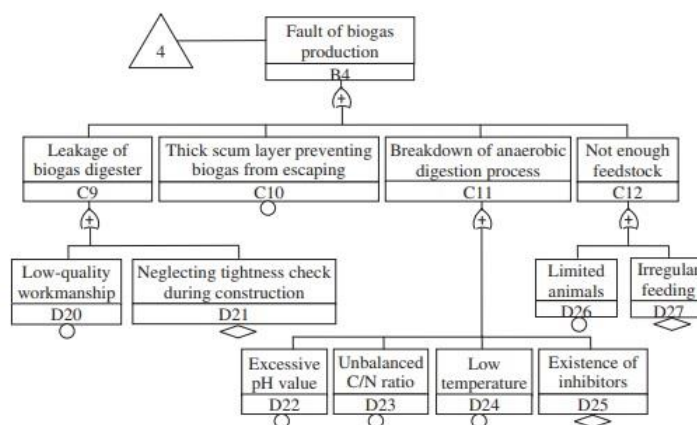 4
Fault of biogas
production
B4
+
Leakage of
biogas digester
C9
Thick scum layer preventing
biogas from escaping
C10
Breakdown of anaerobic
digestion process
C11
Not enough
feedstock
C12
+
+
+
Low-quality
workmanship
D20
Neglecting tightness check
during construction
D21
Limited
animals
D26
Irregular
feeding
D27
Excessive
pH value
D22
Unbalanced
C/N ratio
D23
Low
temperature
D24
Existence of
inhibitors
D25